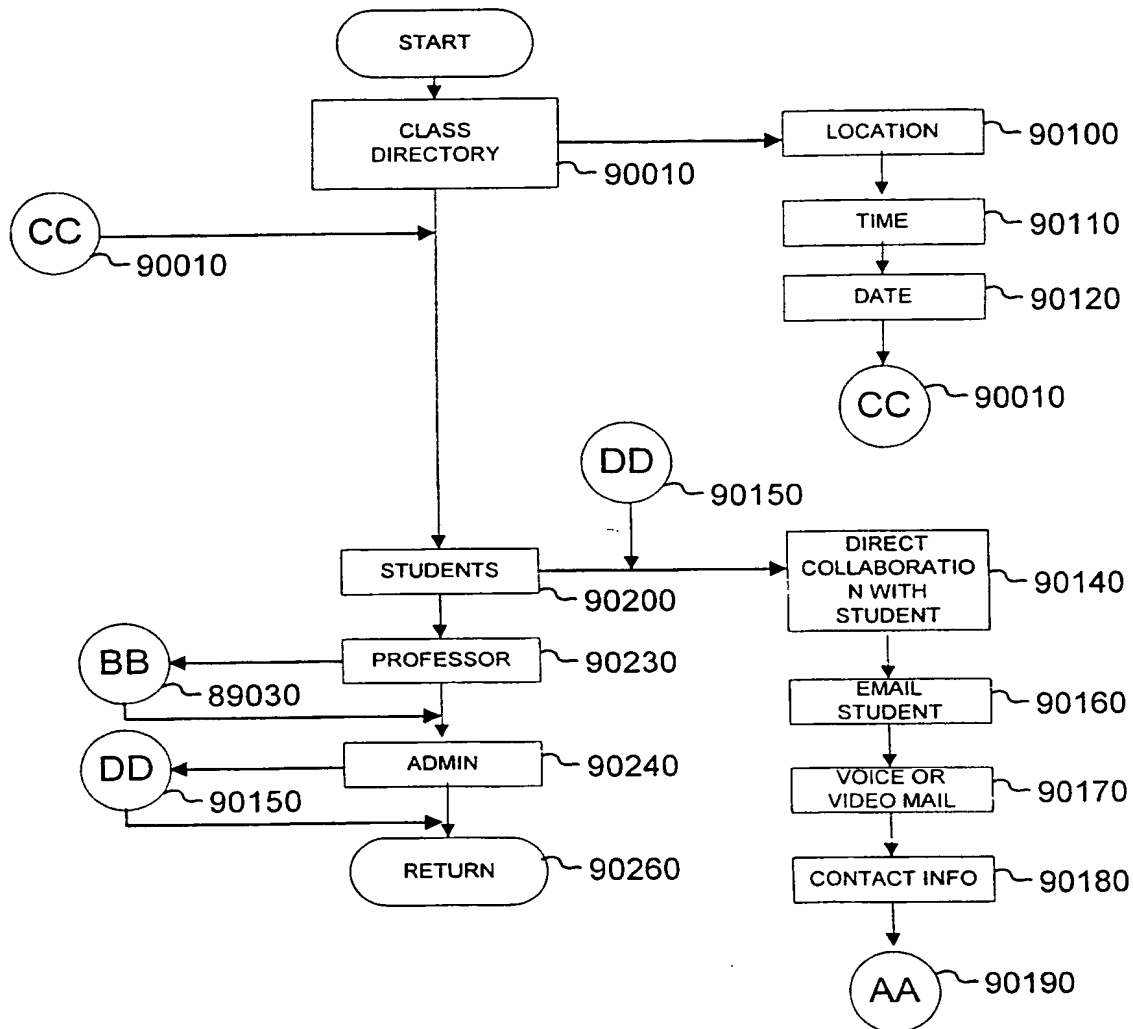 START
CLASS
DIRECTORY
90010
LOCATION
90100
TIME
90110
DATE
90120
CC
90010
CC
90010
DD
90150
STUDENTS
90200
DIRECT
COLLABORATIO
N WITH
STUDENT
90140
PROFESSOR
90230
BB
89030
EMAIL
STUDENT
90160
ADMIN
90240
DD
90150
VOICE OR
VIDEO MAIL
90170
RETURN
90260
CONTACT INFO
90180
AA
90190